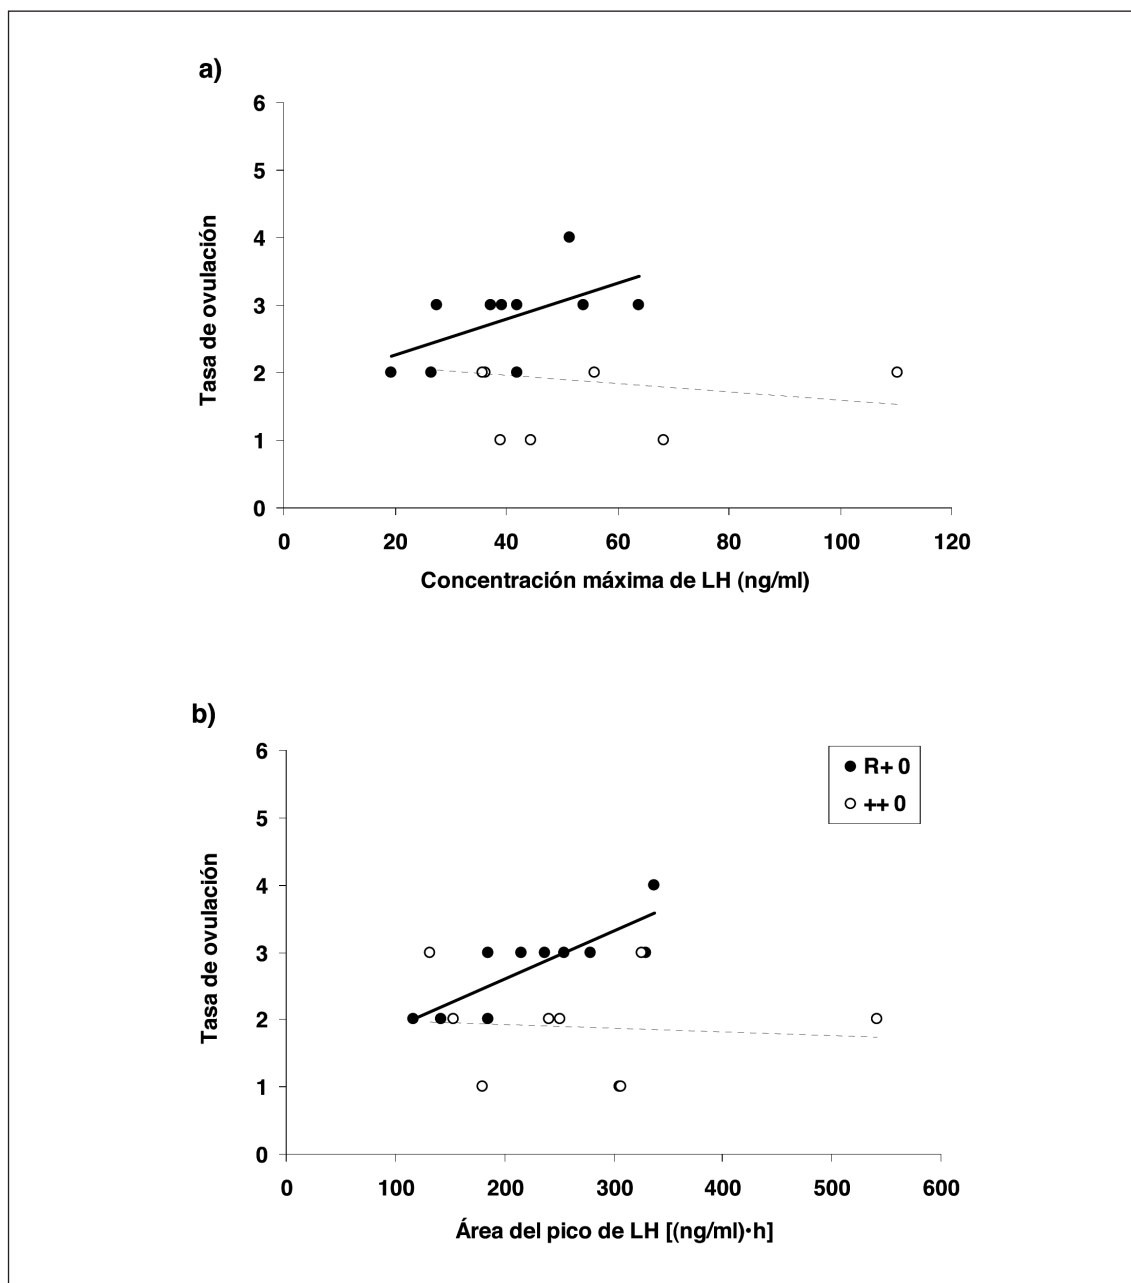 a)
6
5
4
3
2
1
0
Tasa de ovulación
0 20 40 60 80 100 120
Concentración máxima de LH (ng/ml)
b)
6
5
4
3
2
1
0
Tasa de ovulación
R+ 0
++ 0
0 100 200 300 400 500 600
Área del pico de LH [(ng/ml)•h]